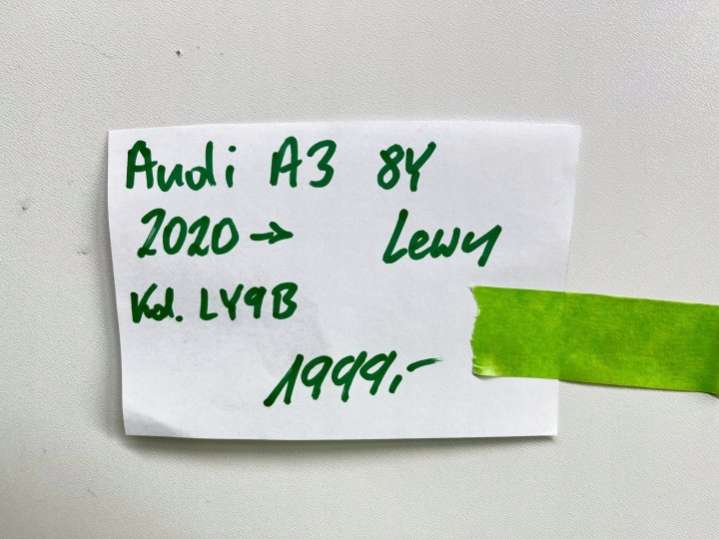 Audi A3 8Y
2020 → Lewy
Kol. LY9B
1999,-